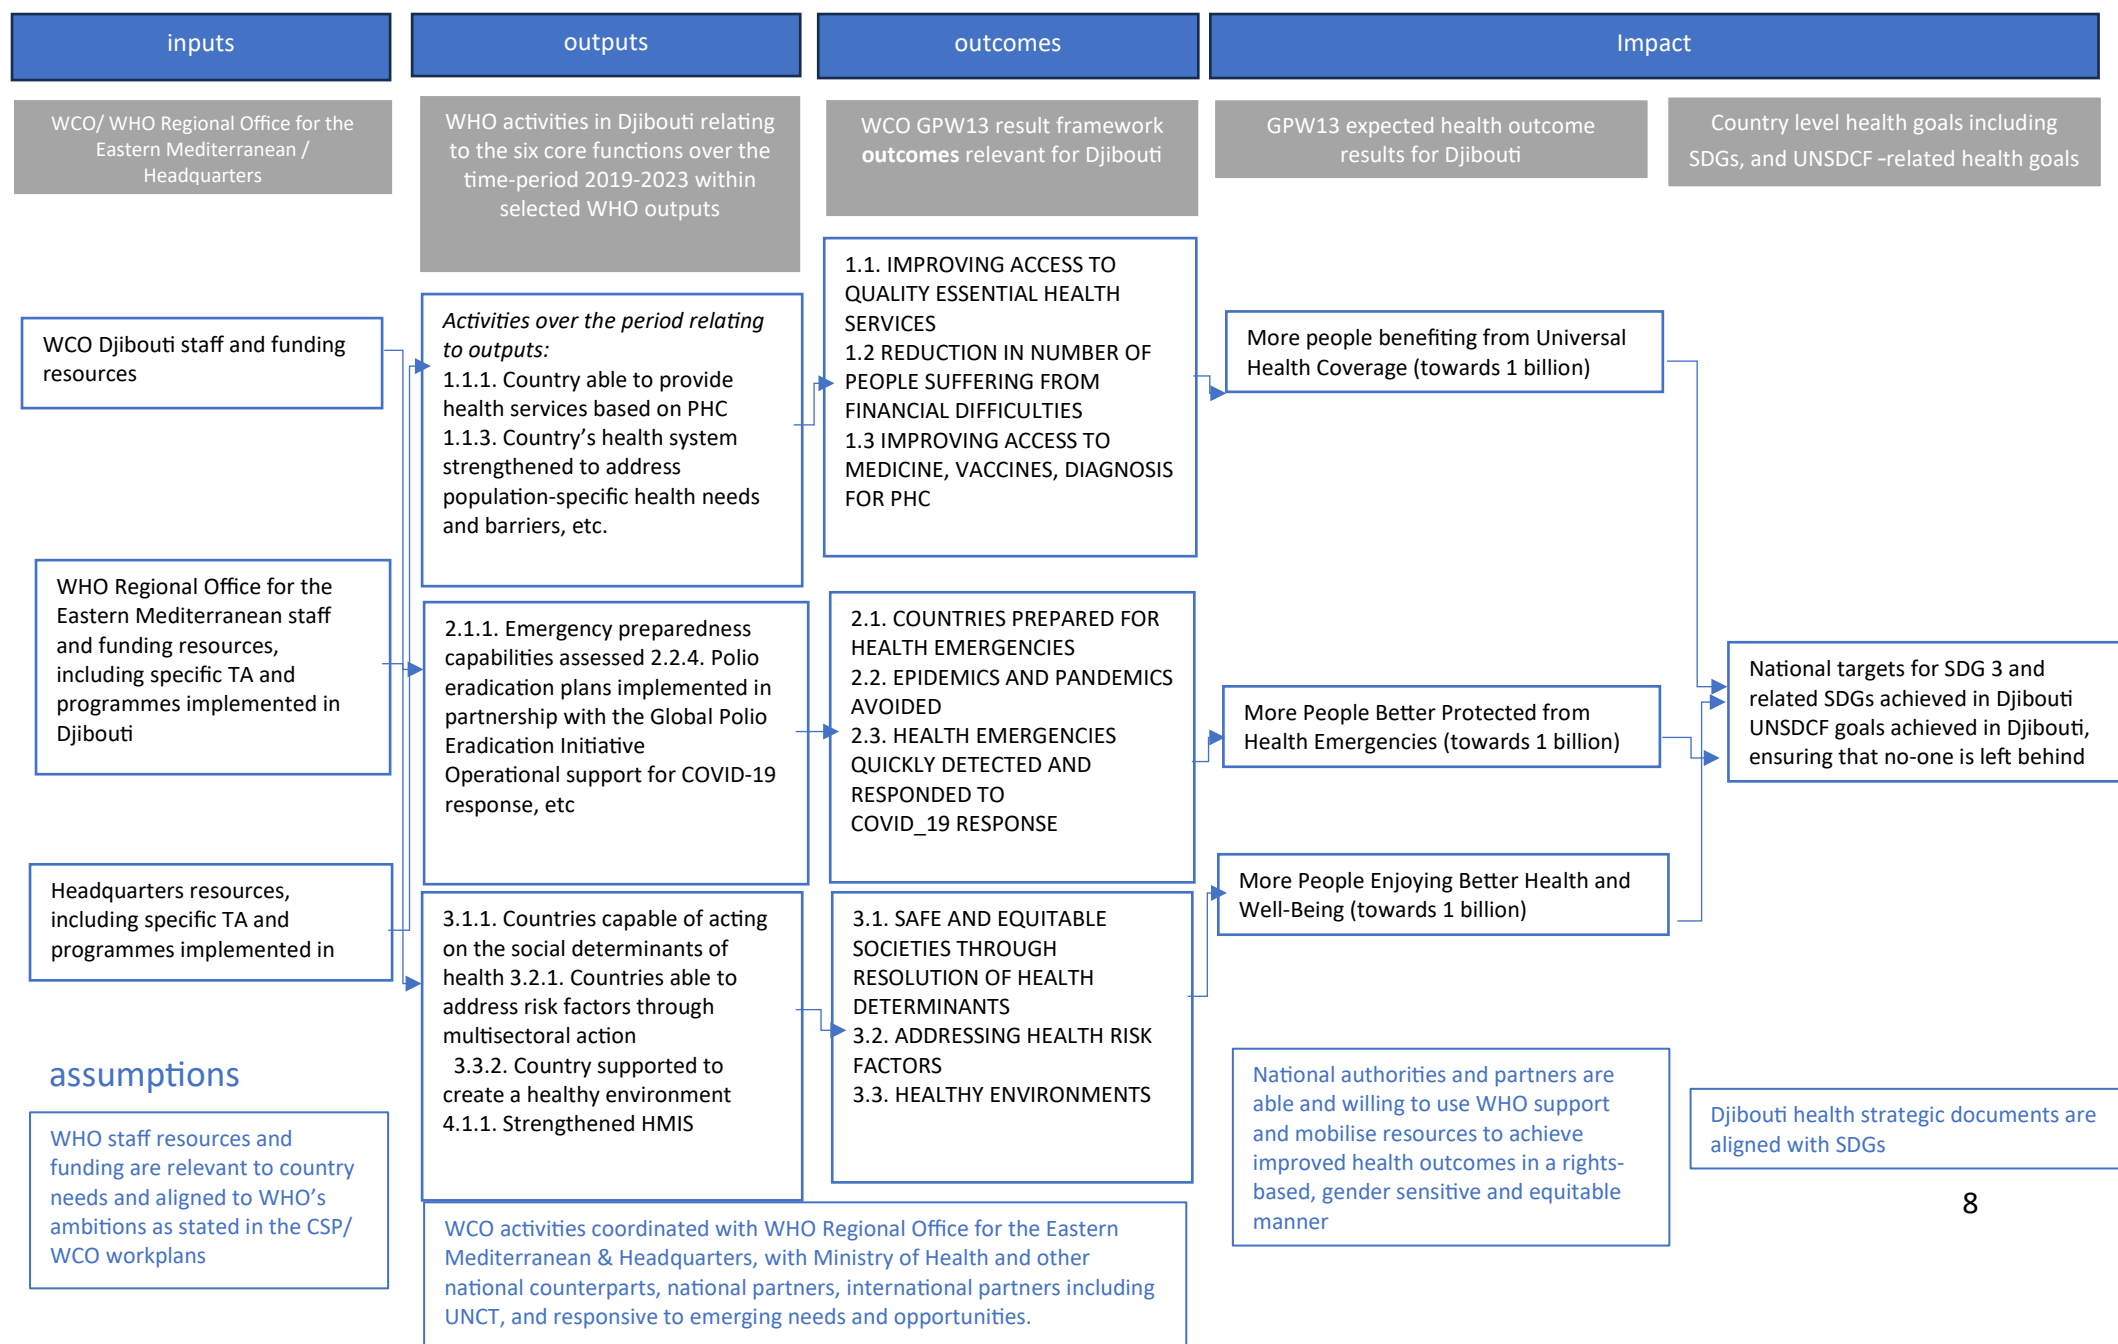 inputs
outputs
outcomes
Impact
WCO/ WHO Regional Office for the
Eastern Mediterranean /
Headquarters
WHO activities in Djibouti relating
to the six core functions over the
time-period 2019-2023 within
selected WHO outputs
WCO GPW13 result framework
outcomes relevant for Djibouti
GPW13 expected health outcome
results for Djibouti
Country level health goals including
SDGs, and UNSDCF -related health goals
WCO Djibouti staff and funding
resources
WHO Regional Office for the
Eastern Mediterranean staff
and funding resources,
including specific TA and
programmes implemented in
Djibouti
Headquarters resources,
including specific TA and
programmes implemented in
Activities over the period relating
to outputs:
1.1.1. Country able to provide
health services based on PHC
1.1.3. Country’s health system
strengthened to address
population-specific health needs
and barriers, etc.
2.1.1. Emergency preparedness
capabilities assessed 2.2.4. Polio
eradication plans implemented in
partnership with the Global Polio
Eradication Initiative
Operational support for COVID-19
response, etc
3.1.1. Countries capable of acting
on the social determinants of
health 3.2.1. Countries able to
address risk factors through
multisectoral action
3.3.2. Country supported to
create a healthy environment
4.1.1. Strengthened HMIS
1.1. IMPROVING ACCESS TO
QUALITY ESSENTIAL HEALTH
SERVICES
1.2 REDUCTION IN NUMBER OF
PEOPLE SUFFERING FROM
FINANCIAL DIFFICULTIES
1.3 IMPROVING ACCESS TO
MEDICINE, VACCINES, DIAGNOSIS
FOR PHC
2.1. COUNTRIES PREPARED FOR
HEALTH EMERGENCIES
2.2. EPIDEMICS AND PANDEMICS
AVOIDED
2.3. HEALTH EMERGENCIES
QUICKLY DETECTED AND
RESPONDED TO
COVID_19 RESPONSE
3.1. SAFE AND EQUITABLE
SOCIETIES THROUGH
RESOLUTION OF HEALTH
DETERMINANTS
3.2. ADDRESSING HEALTH RISK
FACTORS
3.3. HEALTHY ENVIRONMENTS
More people benefiting from Universal
Health Coverage (towards 1 billion)
More People Better Protected from
Health Emergencies (towards 1 billion)
More People Enjoying Better Health and
Well-Being (towards 1 billion)
National targets for SDG 3 and
related SDGs achieved in Djibouti
UNSDCF goals achieved in Djibouti,
ensuring that no-one is left behind
assumptions
WHO staff resources and
funding are relevant to country
needs and aligned to WHO’s
ambitions as stated in the CSP/
WCO workplans
WCO activities coordinated with WHO Regional Office for the Eastern
Mediterranean & Headquarters, with Ministry of Health and other
national counterparts, national partners, international partners including
UNCT, and responsive to emerging needs and opportunities.
National authorities and partners are
able and willing to use WHO support
and mobilise resources to achieve
improved health outcomes in a rights-
based, gender sensitive and equitable
manner
Djibouti health strategic documents are
aligned with SDGs
8